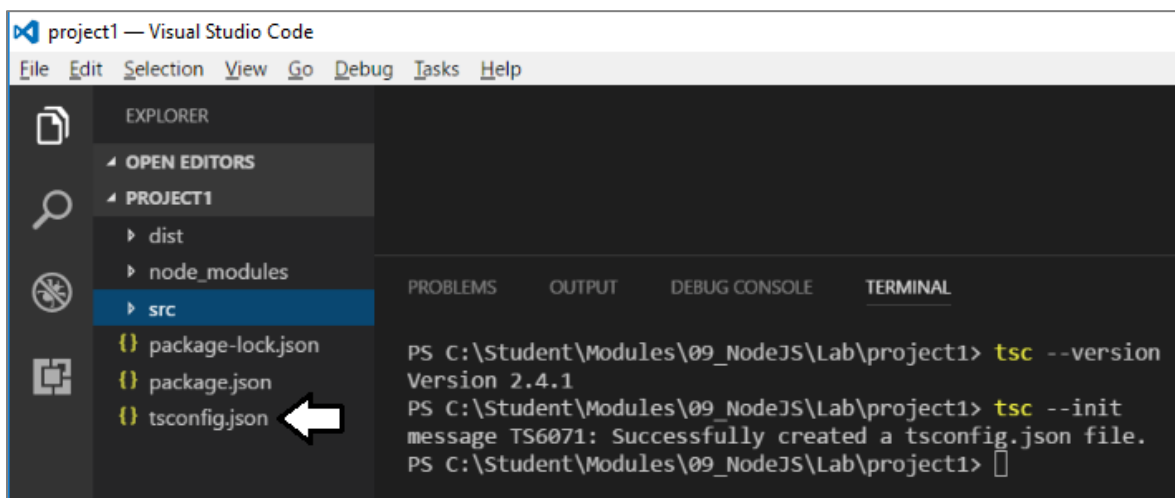 project1 — Visual Studio Code
File Edit Selection View Go Debug Tasks Help
EXPLORER
OPEN EDITORS
PROJECT1
dist
node_modules
src
{} package-lock.json
{} package.json
{} tsconfig.json
PROBLEMS OUTPUT DEBUG CONSOLE TERMINAL
PS C:\Student\Modules\09_NodeJS\Lab\project1> tsc --version
Version 2.4.1
PS C:\Student\Modules\09_NodeJS\Lab\project1> tsc --init
message TS6071: Successfully created a tsconfig.json file.
PS C:\Student\Modules\09_NodeJS\Lab\project1>